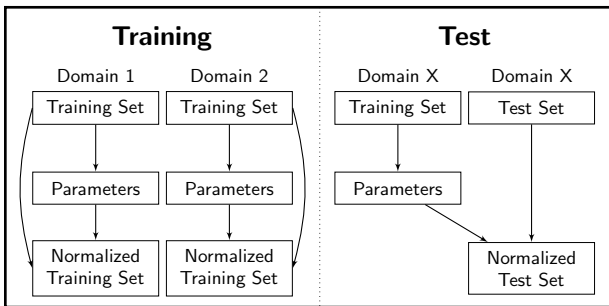 Training
Domain 1
Domain 2
Training Set
Training Set
Parameters
Parameters
Normalized
Training Set
Normalized
Training Set
Test
Domain X
Domain X
Training Set
Test Set
Parameters
Normalized
Test Set